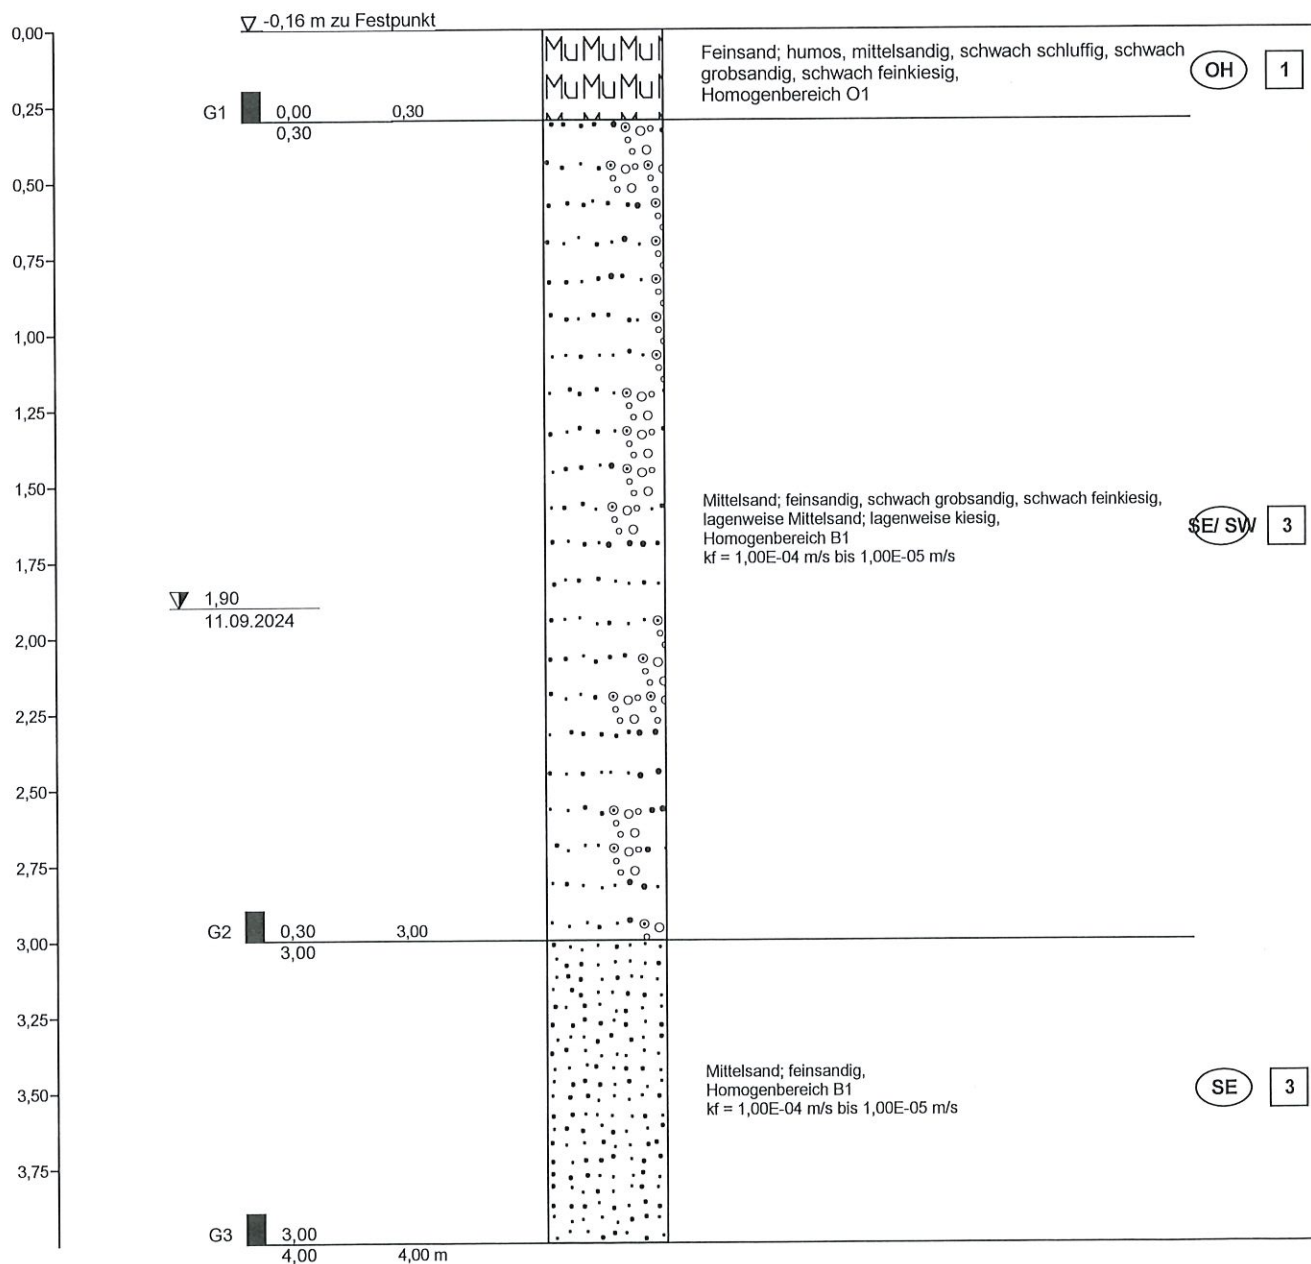 -0,16 m zu Festpunkt
0,00
MuMuMu
Feinsand; humos, mittelsandig, schwach schluffig, schwach
grobsandig, schwach feinkiesig,
Homogenbereich O1
OH 1
MuMuMu
0,25
G1 0,00 0,30
0,30
0,50
0,75
1,00
1,25
1,50
Mittelsand; feinsandig, schwach grobsandig, schwach feinkiesig,
lagenweise Mittelsand; lagenweise kiesig,
Homogenbereich B1
kf = 1,00E-04 m/s bis 1,00E-05 m/s
SE/ SW 3
1,75
1,90
11.09.2024
2,00
2,25
2,50
2,75
G2 0,30 3,00
3,00
3,00
3,25
Mittelsand; feinsandig,
Homogenbereich B1
kf = 1,00E-04 m/s bis 1,00E-05 m/s
SE 3
3,50
3,75
G3 3,00
4,00 4,00 m